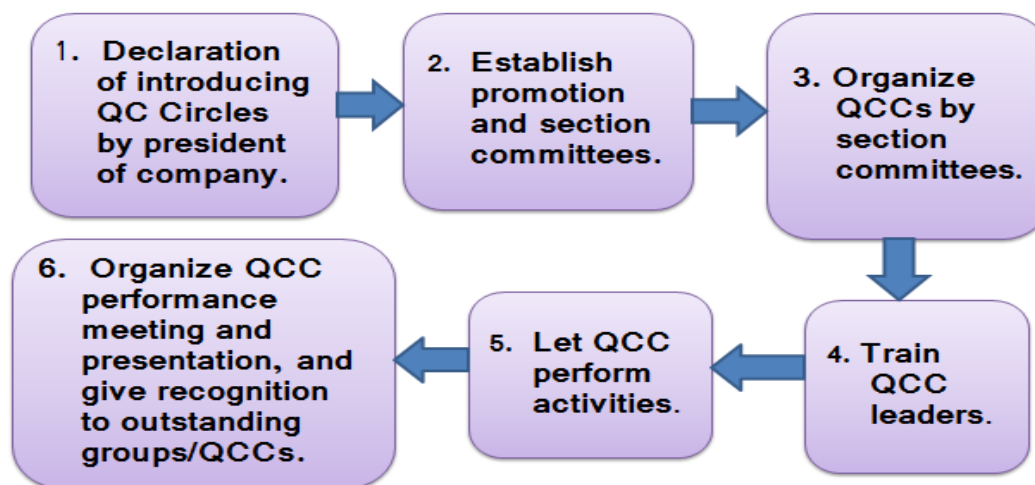 1. Declaration
of introducing
QC Circles
by president
of company.
2. Establish
promotion
and section
committees.
3. Organize
QCCs by
section
committees.
4. Train
QCC
leaders.
5. Let QCC
perform
activities.
6. Organize QCC
performance
meeting and
presentation, and
give recognition
to outstanding
groups/QCCs.